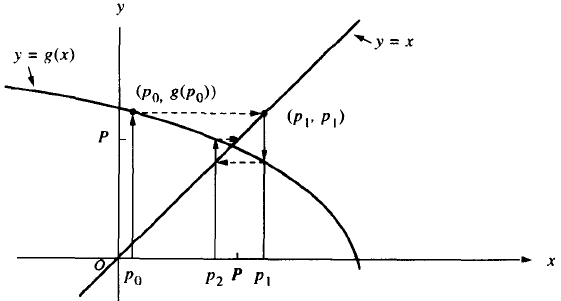 y
y = g(x)
y = x
(p₀, g(p₀))
(p₁, p₁)
P
O
p₀
p₂
P
p₁
x